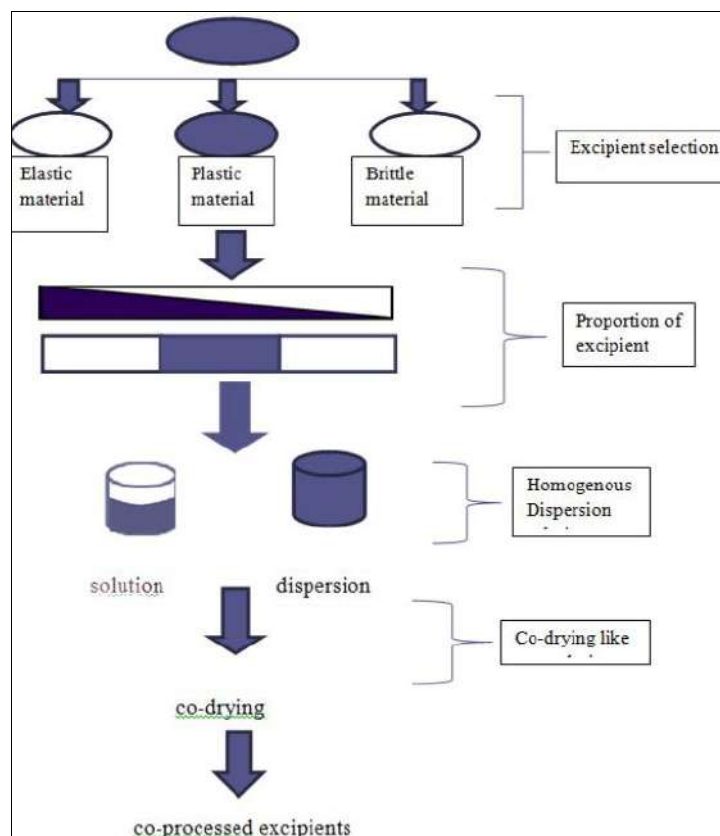 Elastic
material
Plastic
material
Brittle
material
Excipient selection
Proportion of
excipient
Homogenous
Dispersion
solution
dispersion
Co-drying like
co-drying
co-processed excipients